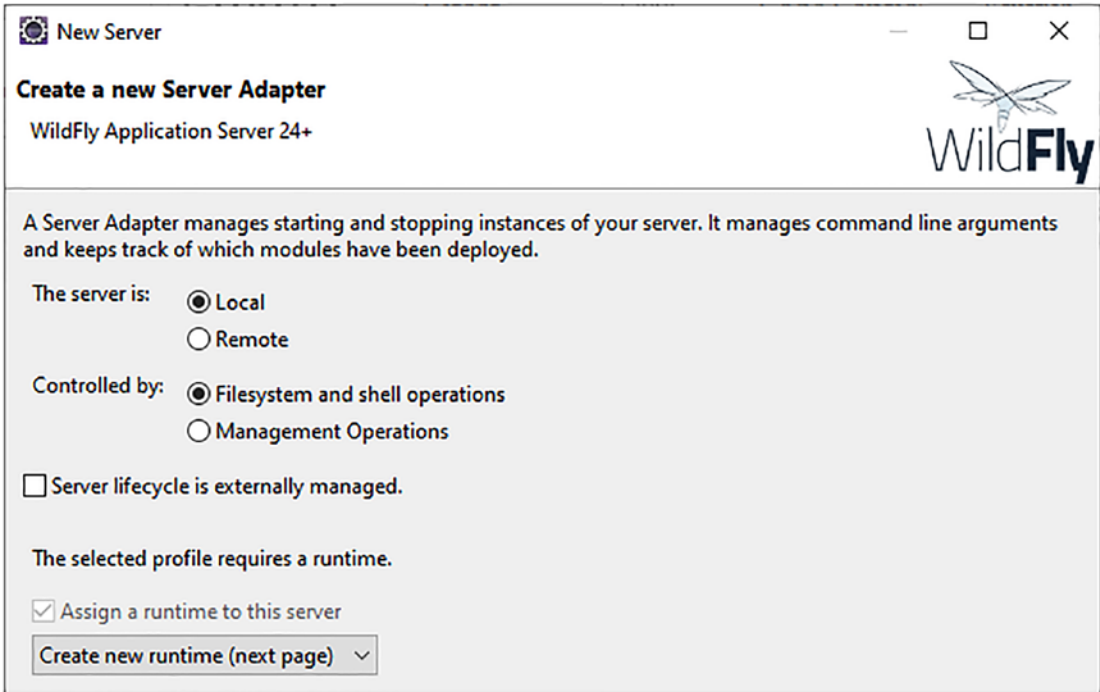 New Server
Create a new Server Adapter
WildFly Application Server 24+
WildFly
A Server Adapter manages starting and stopping instances of your server. It manages command line arguments
and keeps track of which modules have been deployed.
The server is:
Local
Remote
Controlled by:
Filesystem and shell operations
Management Operations
Server lifecycle is externally managed.
The selected profile requires a runtime.
Assign a runtime to this server
Create new runtime (next page)